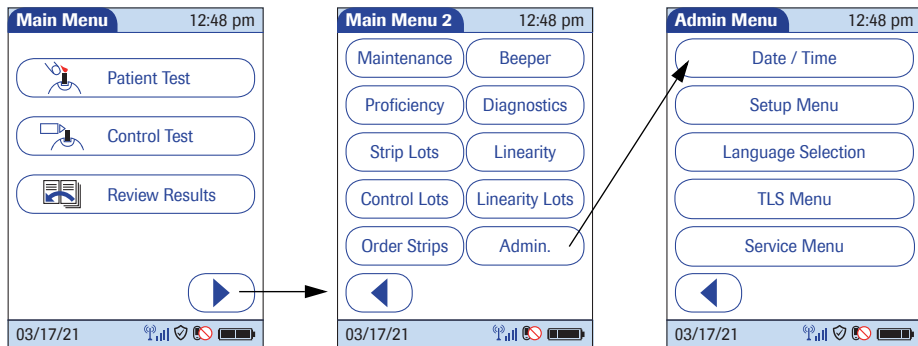 Main Menu 12:48 pm
Patient Test
Control Test
Review Results
03/17/21
Main Menu 2 12:48 pm
Maintenance Beeper
Proficiency Diagnostics
Strip Lots Linearity
Control Lots Linearity Lots
Order Strips Admin.
03/17/21
Admin Menu 12:48 pm
Date / Time
Setup Menu
Language Selection
TLS Menu
Service Menu
03/17/21